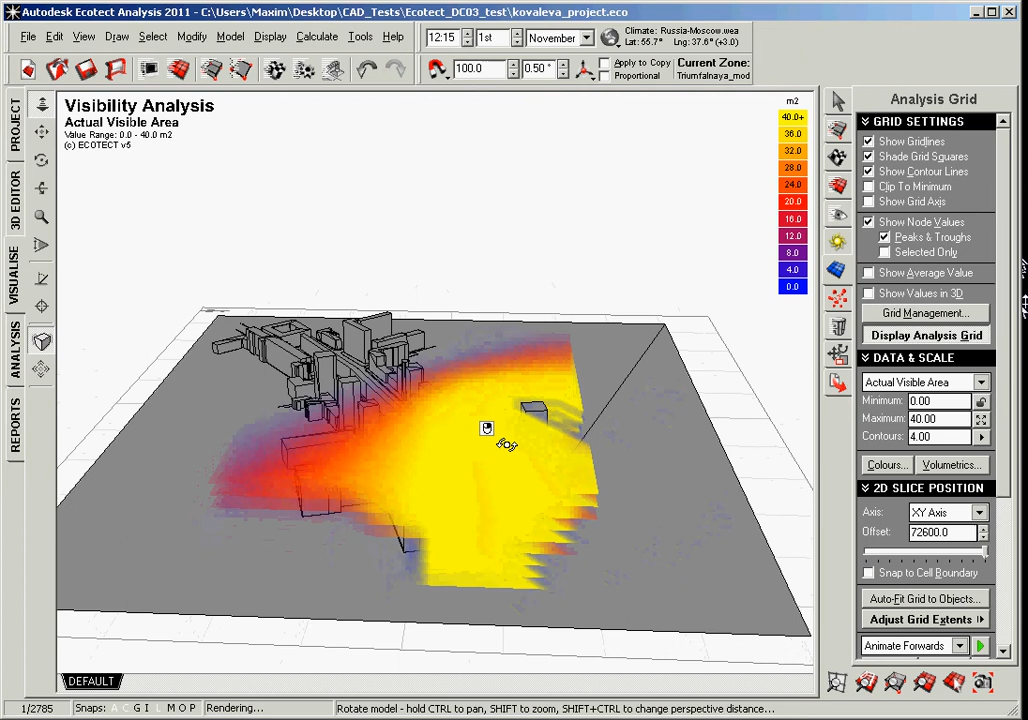 Autodesk Ecotect Analysis 2011 - C:\Users\Maxim\Desktop\CAD_Tests\Ecotect_DC03_test\kovaleva_project.eco
File Edit View Draw Select Modify Model Display Calculate Tools Help
12:15 1st November
Climate: Russia-Moscow.wea
Lat: 55.7° Lng: 37.6° (+3.0)
100.0 0.50°
Apply to Copy
Proportional
Current Zone:
Triumfalnaya_mod
PROJECT
3D EDITOR
VISUALISE
ANALYSIS
REPORTS
Visibility Analysis
Actual Visible Area
Value Range: 0.0 - 40.0 m2
(c) ECOTECT v5
m2
40.0+
36.0
32.0
28.0
24.0
20.0
16.0
12.0
8.0
4.0
0.0
Analysis Grid
GRID SETTINGS
Show Gridlines
Shade Grid Squares
Show Contour Lines
Clip To Minimum
Show Grid Axis
Show Node Values
Peaks & Troughs
Selected Only
Show Average Value
Show Values in 3D
Grid Management...
Display Analysis Grid
DATA & SCALE
Actual Visible Area
Minimum: 0.00
Maximum: 40.00
Contours: 4.00
Colours... Volumetrics...
2D SLICE POSITION
Axis: XY Axis
Offset: 72600.0
Snap to Cell Boundary
Auto-Fit Grid to Objects...
Adjust Grid Extents
Animate Forwards
DEFAULT
1/2785 Snaps: A C G I L M O P Rendering... Rotate model - hold CTRL to pan, SHIFT to zoom, SHIFT+CTRL to change perspective distance...